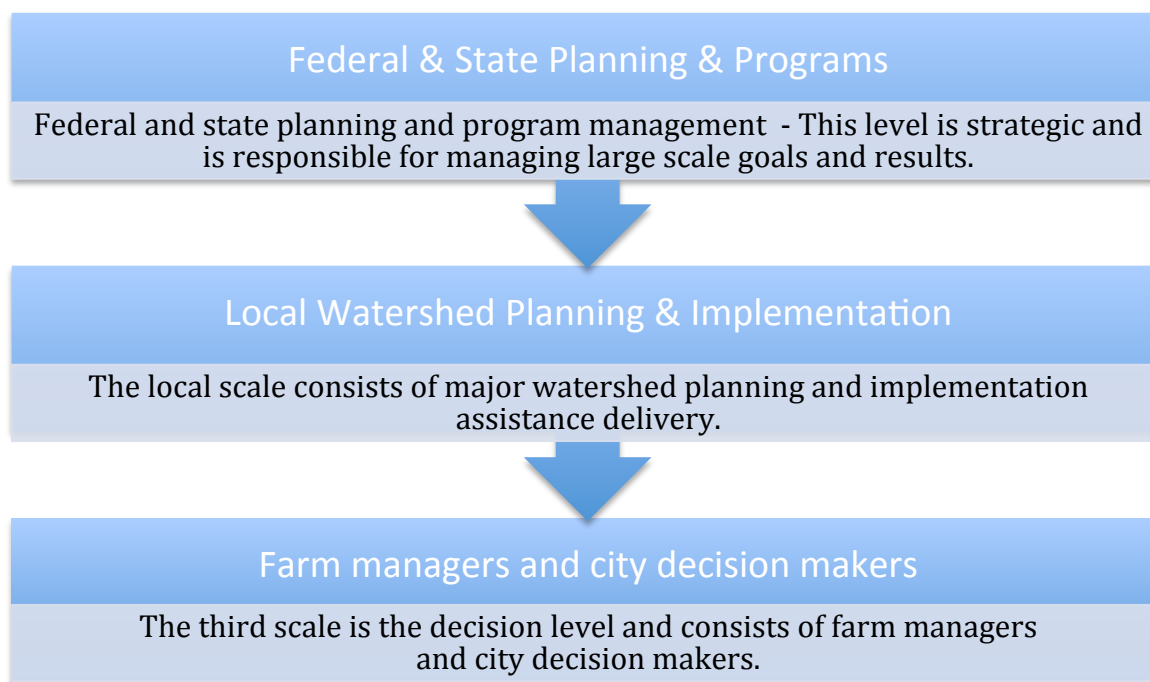 Federal & State Planning & Programs
Federal and state planning and program management  - This level is strategic and
is responsible for managing large scale goals and results.
Local Watershed Planning & Implementation
The local scale consists of major watershed planning and implementation
assistance delivery.
Farm managers and city decision makers
The third scale is the decision level and consists of farm managers
and city decision makers.